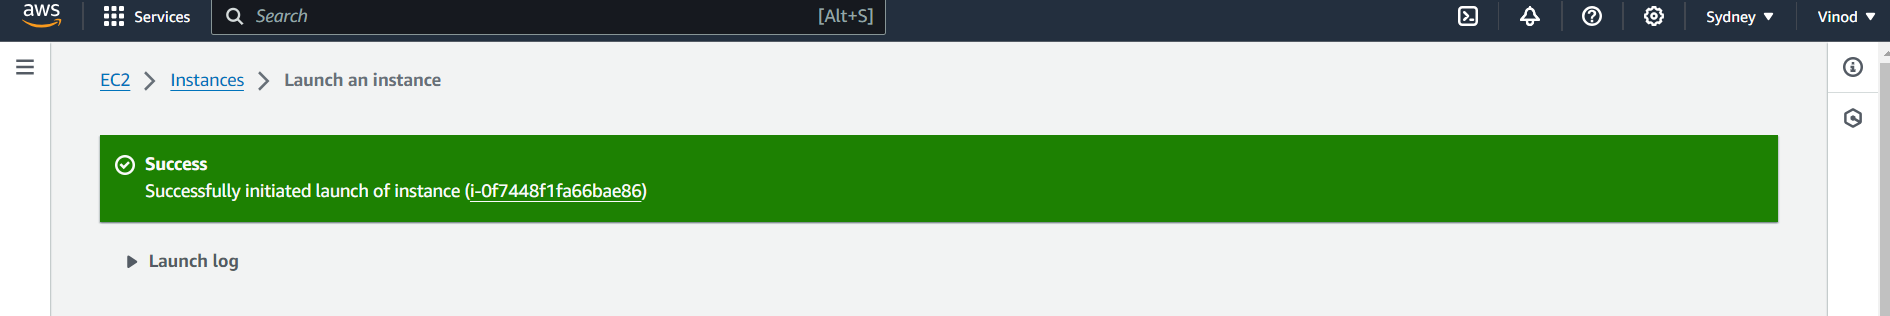 aws Services Search [Alt+S] Sydney Vinod
EC2 Instances Launch an instance
Success
Successfully initiated launch of instance (i-0f7448f1fa66bae86)
Launch log